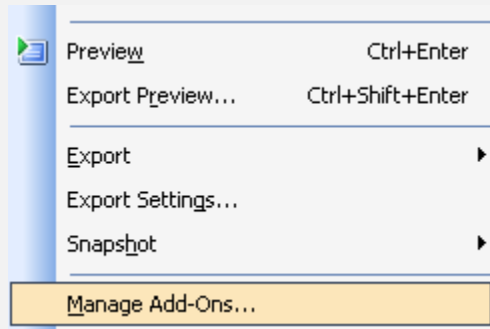 Preview Ctrl+Enter
Export Preview... Ctrl+Shift+Enter
Export
Export Settings...
Snapshot
Manage Add-Ons...